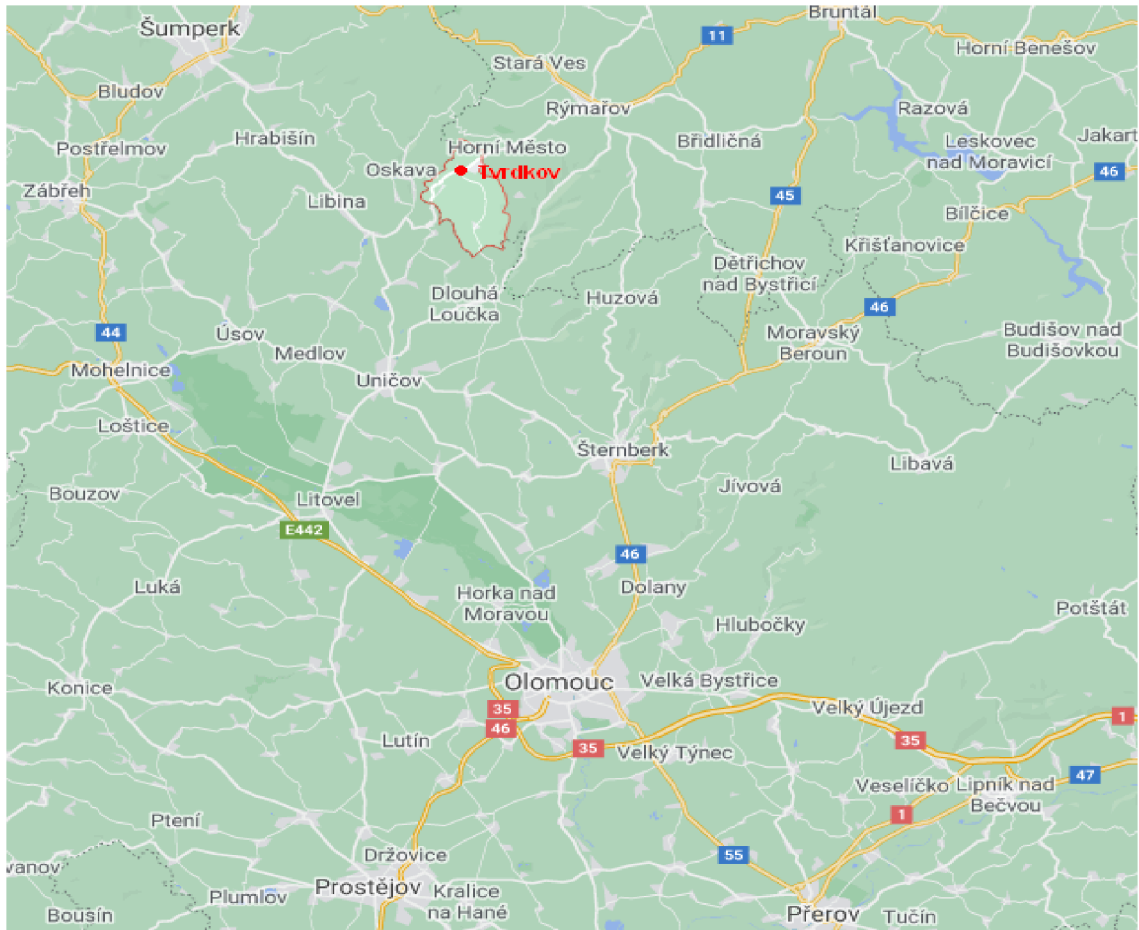 Bruntál
Šumperk
11
Horní Benešov
Stará Ves
Bludov
Rýmařov
Razová
Hrabišín
Břidličná
Leskovec
nad Moravicí
Jakart
Postřelmov
Horní Město
Oskava
Tvrdkov
46
Zábřeh
Libina
45
Bílčice
Křišťanovice
Dětřichov
nad Bystřicí
Dlouhá
Loučka
Huzová
46
44
Úsov
Moravský
Beroun
Budišov nad
Budišovkou
Medlov
Mohelnice
Uničov
Loštice
Šternberk
Libavá
Bouzov
Litovel
Jívová
E442
46
Luká
Horka nad
Moravou
Dolany
Potštát
Hlubočky
Konice
Olomouc
Velká Bystřice
35
46
Velký Újezd
1
Lutín
35
Velký Týnec
35
47
Veselíčko
Lipník nad
Bečvou
1
Ptení
Držovice
55
vanov
Prostějov
Plumlov
Kralice
na Hané
Bousín
Přerov
Tučín